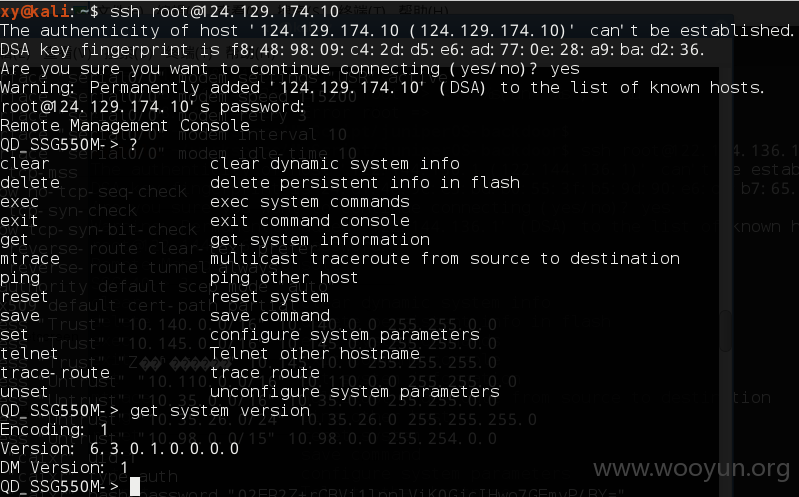 xy@kali:~$ ssh root@124.129.174.10
The authenticity of host '124.129.174.10 (124.129.174.10)' can't be established.
DSA key fingerprint is f8:48:98:09:c4:2d:d5:e6:ad:77:0e:28:a9:ba:d2:36.
Are you sure you want to continue connecting (yes/no)? yes
Warning: Permanently added '124.129.174.10' (DSA) to the list of known hosts.
root@124.129.174.10's password:
Remote Management Console
QD_SSG550M-> ?
clear clear dynamic system info
delete delete persistent info in flash
exec exec system commands
exit exit command console
get get system information
mtrace multicast traceroute from source to destination
ping ping other host
reset reset system
save save command
set configure system parameters
telnet Telnet other hostname
trace-route trace route
unset unconfigure system parameters
QD_SSG550M-> get system version
Encoding: 1
Version: 6.3.0.1.0.0.0.0
DM Version: 1
QD_SSG550M->
www.wooyun.org